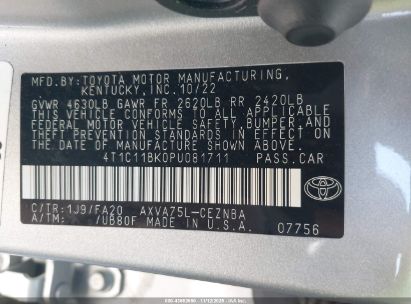 MFD.BY:TOYOTA MOTOR MANUFACTURING,
KENTUCKY,INC.10/22
GVWR 4630LB GAWR FR 2620LB RR 2420LB
THIS VEHICLE CONFORMS TO ALL APPLICABLE
FEDERAL MOTOR VEHICLE SAFETY, BUMPER, AND
THEFT PREVENTION STANDARDS IN EFFECT ON
THE DATE OF MANUFACTURE SHOWN ABOVE.
4T1C11BK0PU081711 PASS.CAR
C/TR:1J9/FA20 AXVA75L-CEZNBA
A/TM: /UB80F MADE IN U.S.A. 07756
TOYOTA